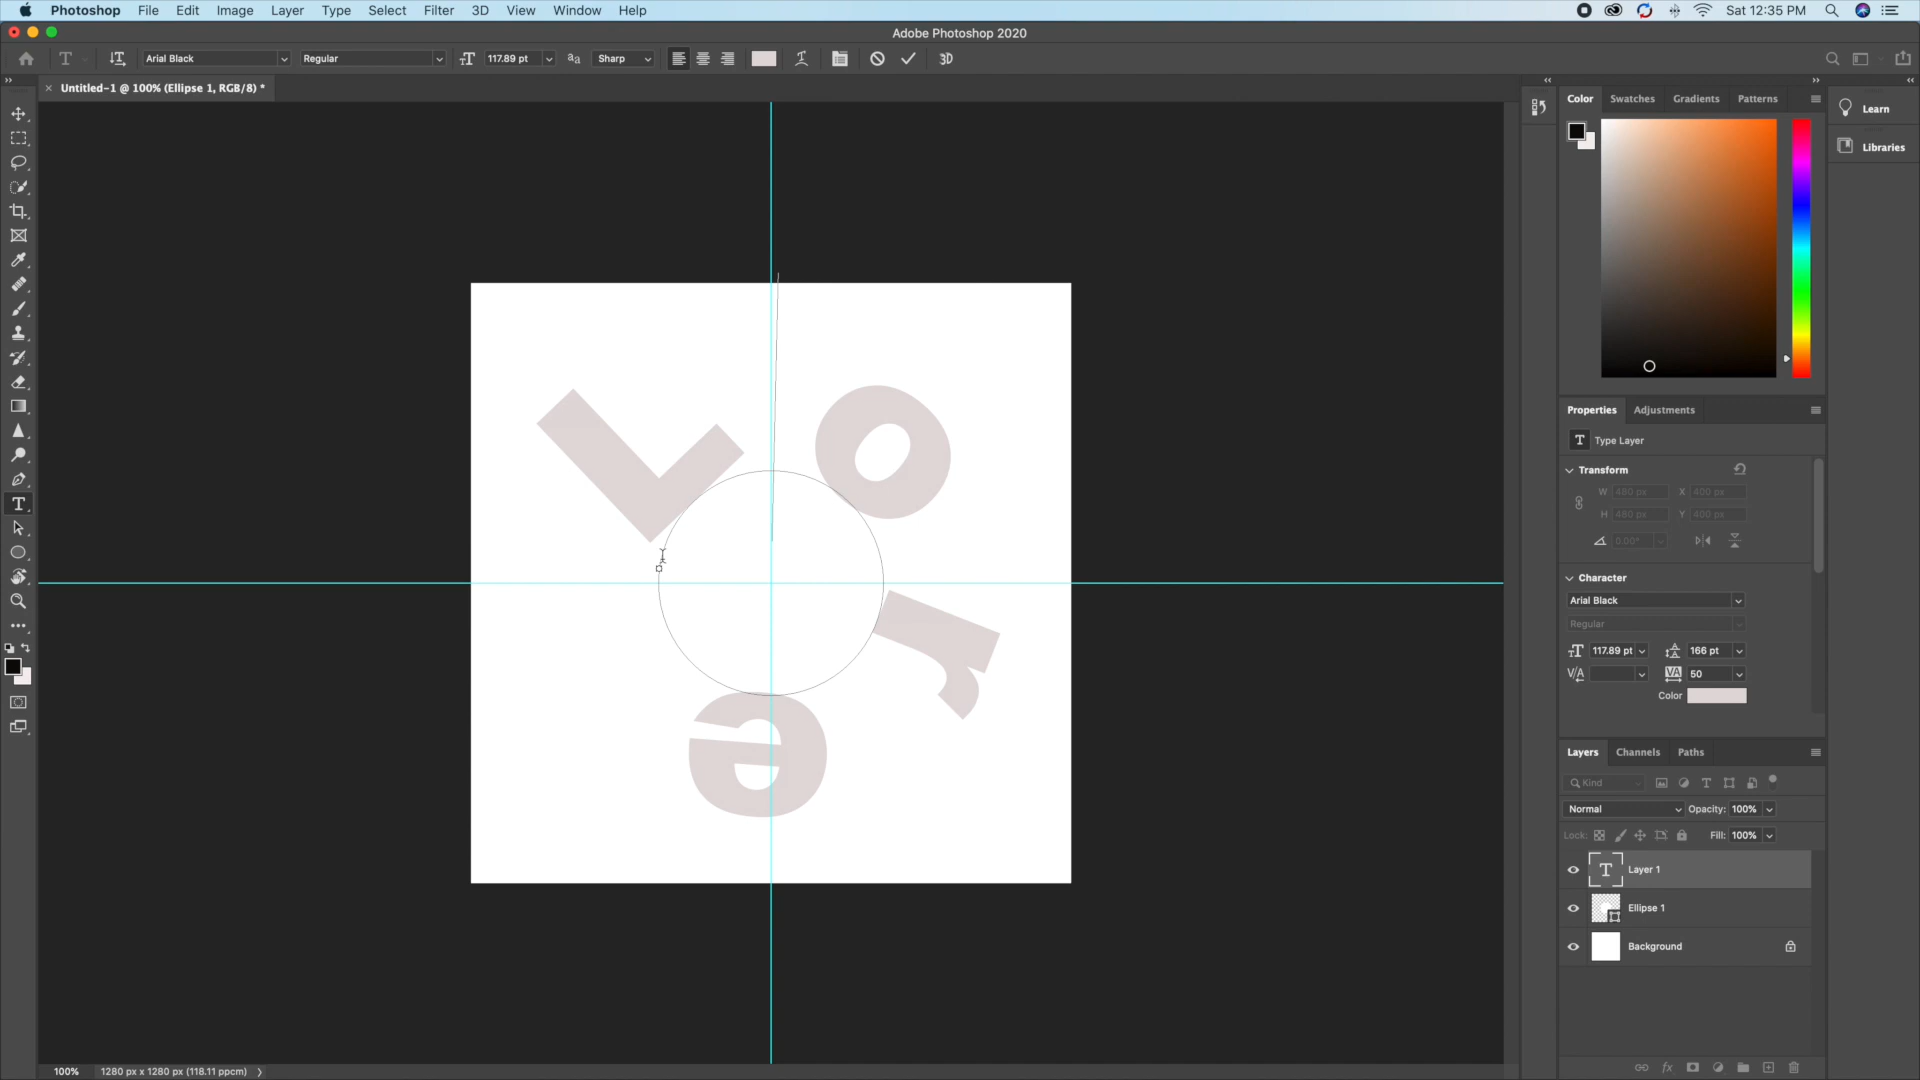 Photoshop File Edit Image Layer Type Select Filter 3D View Window Help Sat 12:35 PM
Adobe Photoshop 2020
T Arial Black Regular 117.89 pt Sharp 3D
Untitled-1 @ 100% (Ellipse 1, RGB/8) *
Color Swatches Gradients Patterns
Learn
Libraries
L o r e
Properties Adjustments
T Type Layer
Transform
W 480 px X 400 px
H 480 px Y 400 px
0.00°
Character
Arial Black
Regular
117.89 pt 166 pt
V/A VA 50
Color
Layers Channels Paths
Kind
Normal Opacity: 100%
Lock: Fill: 100%
T Layer 1
Ellipse 1
Background
fx
100% 1280 px x 1280 px (118.11 ppcm)